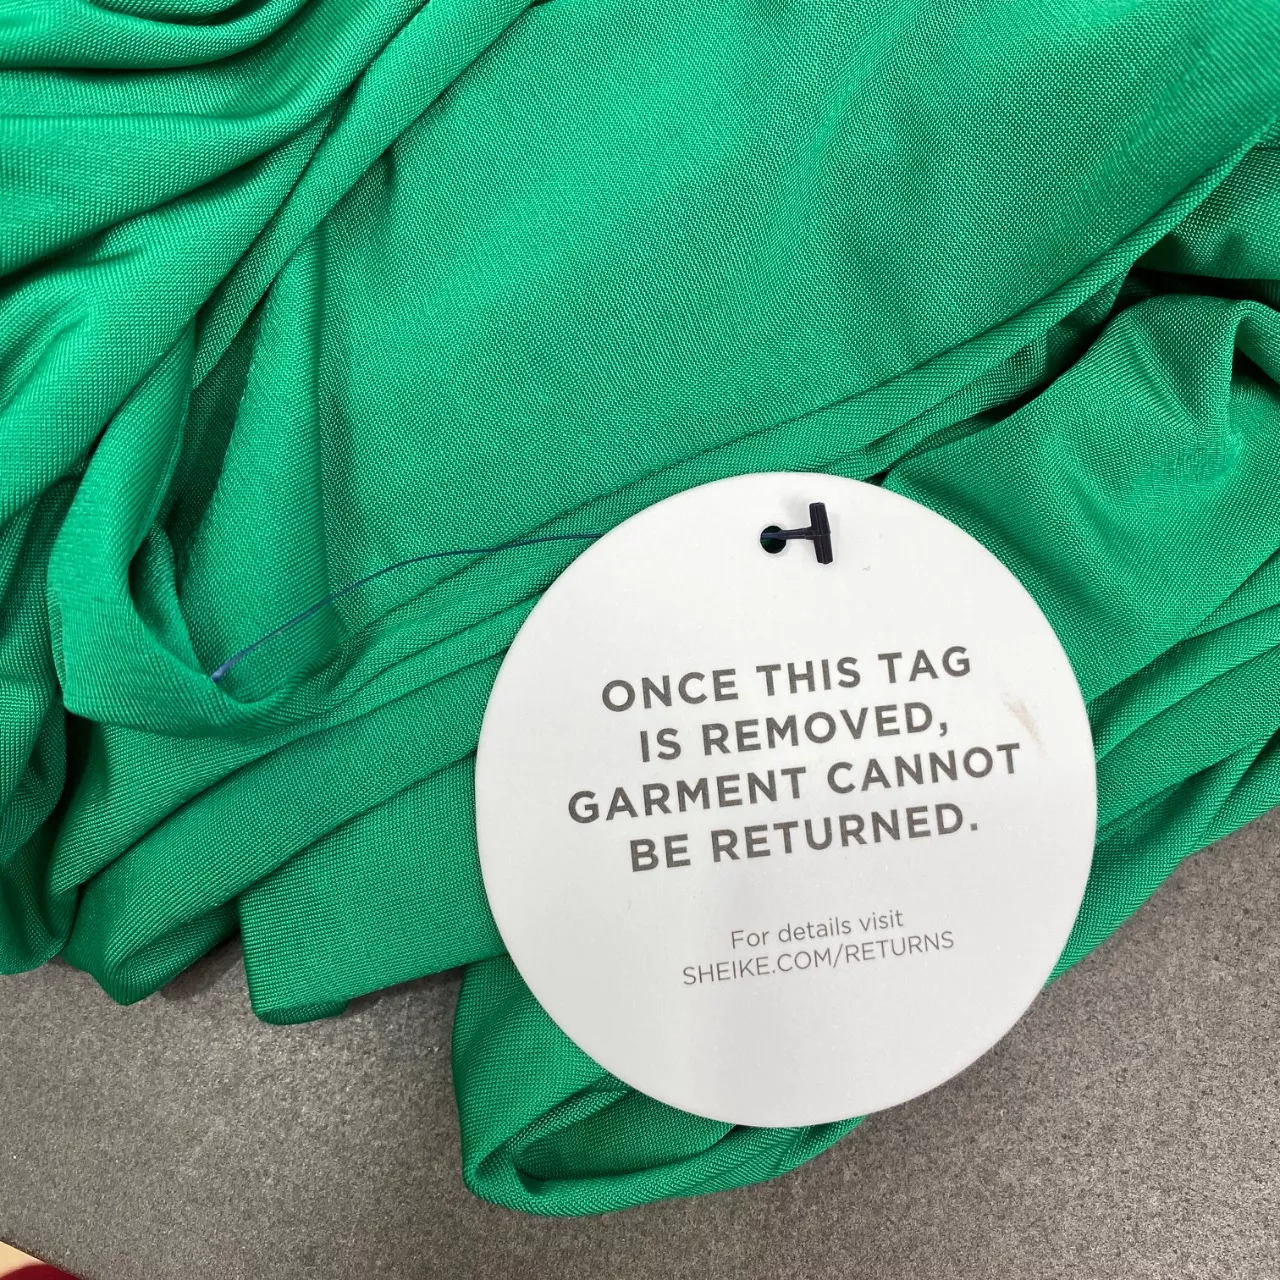 ONCE THIS TAG
IS REMOVED,
GARMENT CANNOT
BE RETURNED.
For details visit
SHEIKE.COM/RETURNS